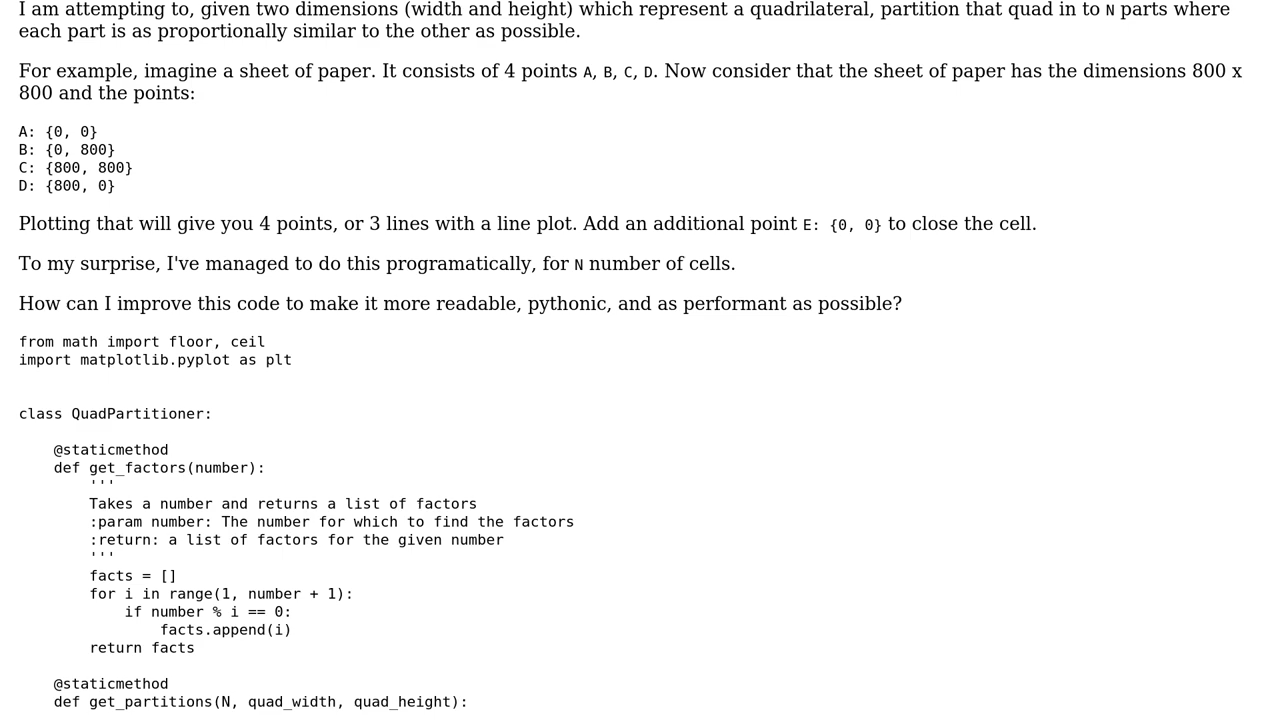 I am attempting to, given two dimensions (width and height) which represent a quadrilateral, partition that quad in to N parts where
each part is as proportionally similar to the other as possible.
For example, imagine a sheet of paper. It consists of 4 points A, B, C, D. Now consider that the sheet of paper has the dimensions 800 x
800 and the points:
A: {0, 0}
B: {0, 800}
C: {800, 800}
D: {800, 0}
Plotting that will give you 4 points, or 3 lines with a line plot. Add an additional point E: {0, 0} to close the cell.
To my surprise, I've managed to do this programatically, for N number of cells.
How can I improve this code to make it more readable, pythonic, and as performant as possible?
from math import floor, ceil
import matplotlib.pyplot as plt
class QuadPartitioner:
    @staticmethod
    def get_factors(number):
        '''
        Takes a number and returns a list of factors
        :param number: The number for which to find the factors
        :return: a list of factors for the given number
        '''
        facts = []
        for i in range(1, number + 1):
            if number % i == 0:
                facts.append(i)
        return facts
    @staticmethod
    def get_partitions(N, quad_width, quad_height):